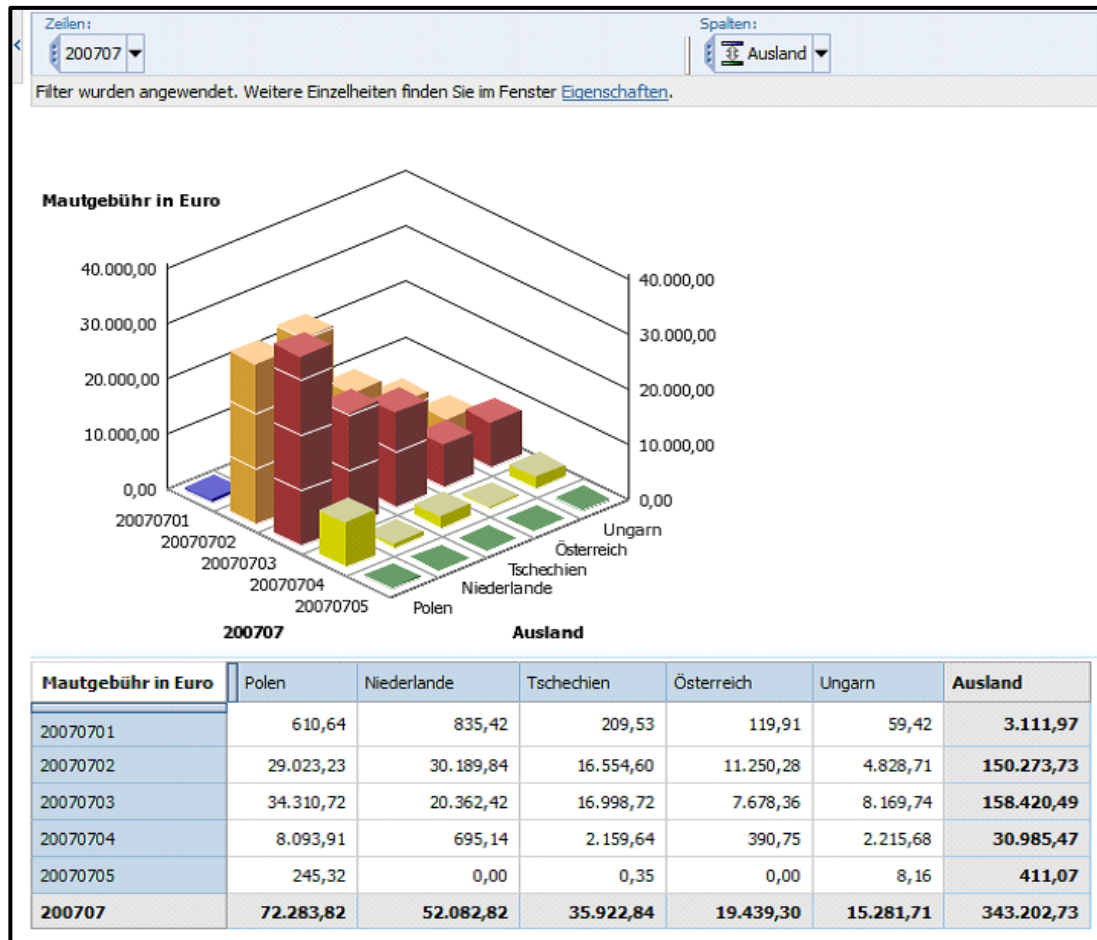 Zeilen:
Spalten:
200707
Ausland
Filter wurden angewendet. Weitere Einzelheiten finden Sie im Fenster Eigenschaften.
Mautgebühr in Euro
40.000,00
30.000,00
20.000,00
10.000,00
0,00
40.000,00
30.000,00
20.000,00
10.000,00
0,00
20070701
20070702
20070703
20070704
20070705
Ungarn
Österreich
Tschechien
Niederlande
Polen
200707
Ausland
Mautgebühr in Euro Polen Niederlande Tschechien Österreich Ungarn Ausland
20070701 610,64 835,42 209,53 119,91 59,42 3.111,97
20070702 29.023,23 30.189,84 16.554,60 11.250,28 4.828,71 150.273,73
20070703 34.310,72 20.362,42 16.998,72 7.678,36 8.169,74 158.420,49
20070704 8.093,91 695,14 2.159,64 390,75 2.215,68 30.985,47
20070705 245,32 0,00 0,35 0,00 8,16 411,07
200707 72.283,82 52.082,82 35.922,84 19.439,30 15.281,71 343.202,73